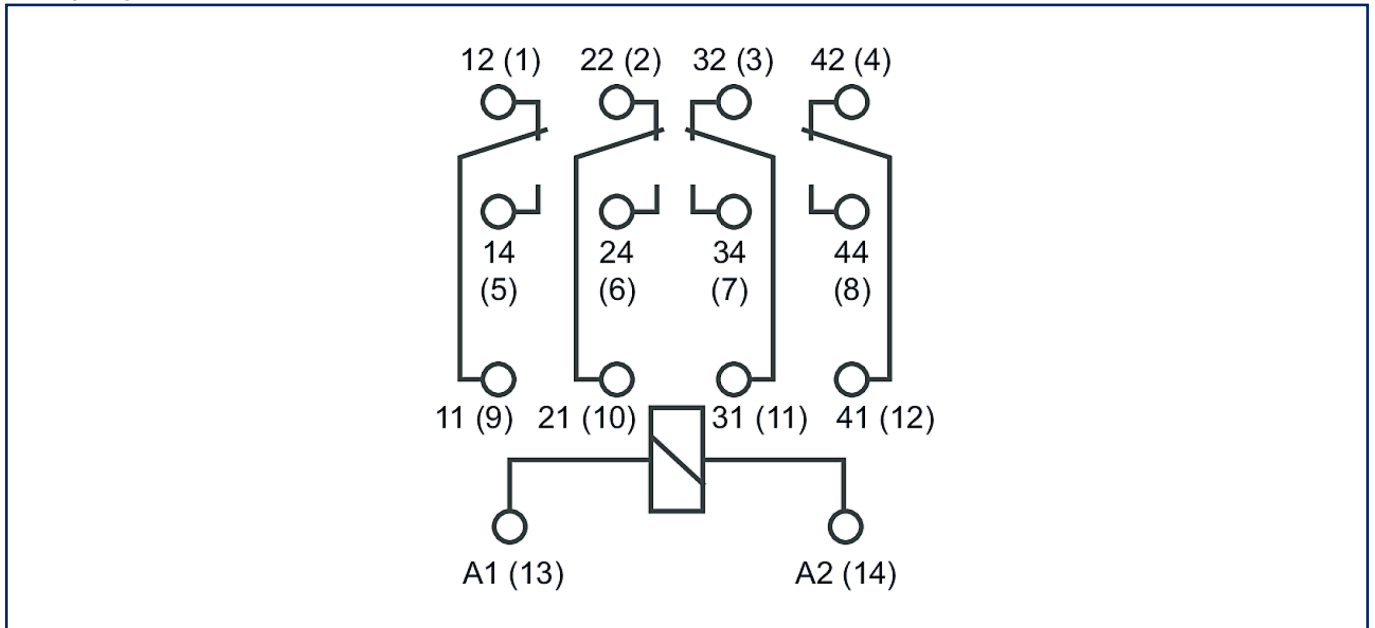 12 (1) 22 (2) 32 (3) 42 (4)
14 24 34 44
(5) (6) (7) (8)
11 (9) 21 (10) 31 (11) 41 (12)
A1 (13) A2 (14)